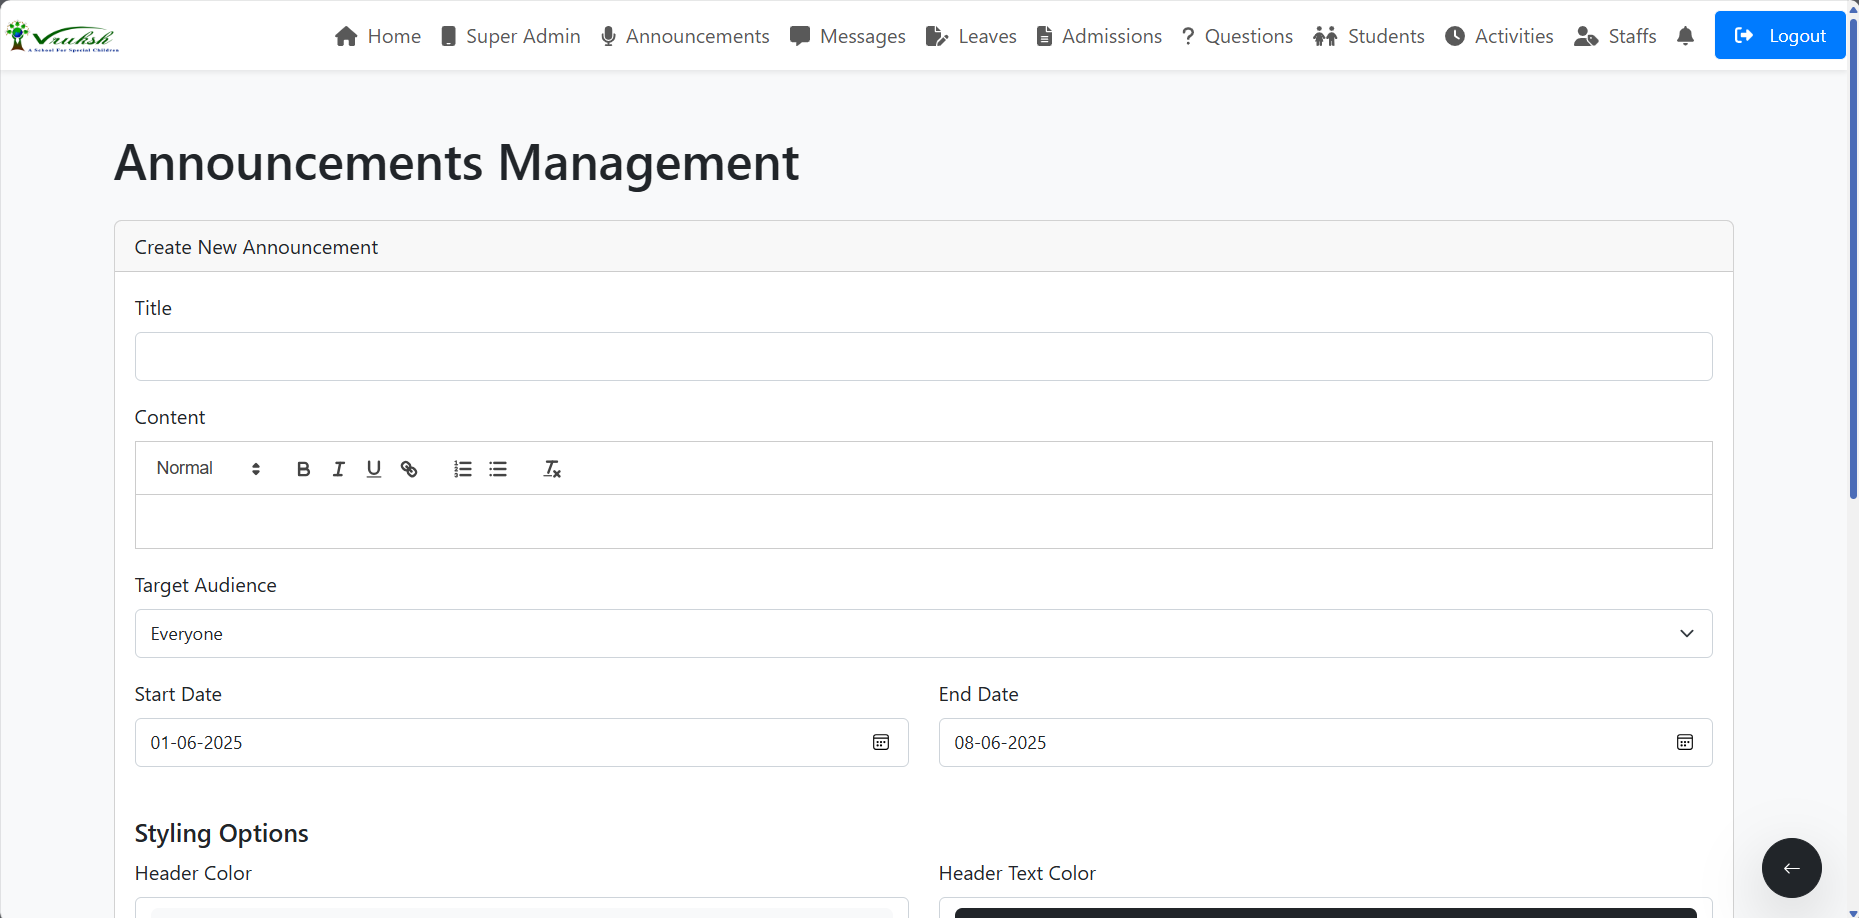 Vruksh
A School For Special Children
Home Super Admin Announcements Messages Leaves Admissions ? Questions Students Activities Staffs Logout
Announcements Management
Create New Announcement
Title
Content
Normal B I U
Target Audience
Everyone
Start Date End Date
01-06-2025 08-06-2025
Styling Options
Header Color Header Text Color